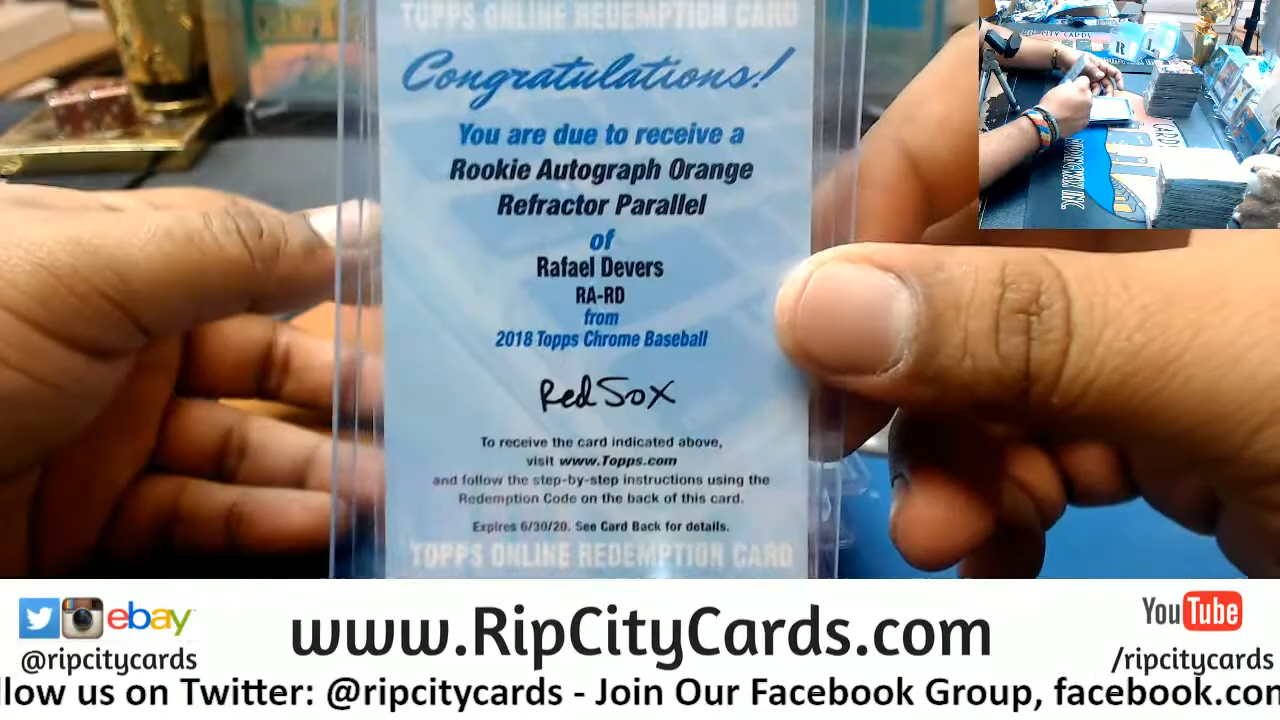 TOPPS ONLINE REDEMPTION CARD
Congratulations!
You are due to receive a
Rookie Autograph Orange
Refractor Parallel
of
Rafael Devers
RA-RD
from
2018 Topps Chrome Baseball
Red Sox
To receive the card indicated above,
visit www.Topps.com
and follow the step-by-step instructions using the
Redemption Code on the back of this card.
Expires 6/30/20. See Card Back for details.
TOPPS ONLINE REDEMPTION CARD
R L
ebay
@ripcitycards
www.RipCityCards.com
YouTube
/ripcitycards
llow us on Twitter: @ripcitycards - Join Our Facebook Group, facebook.com